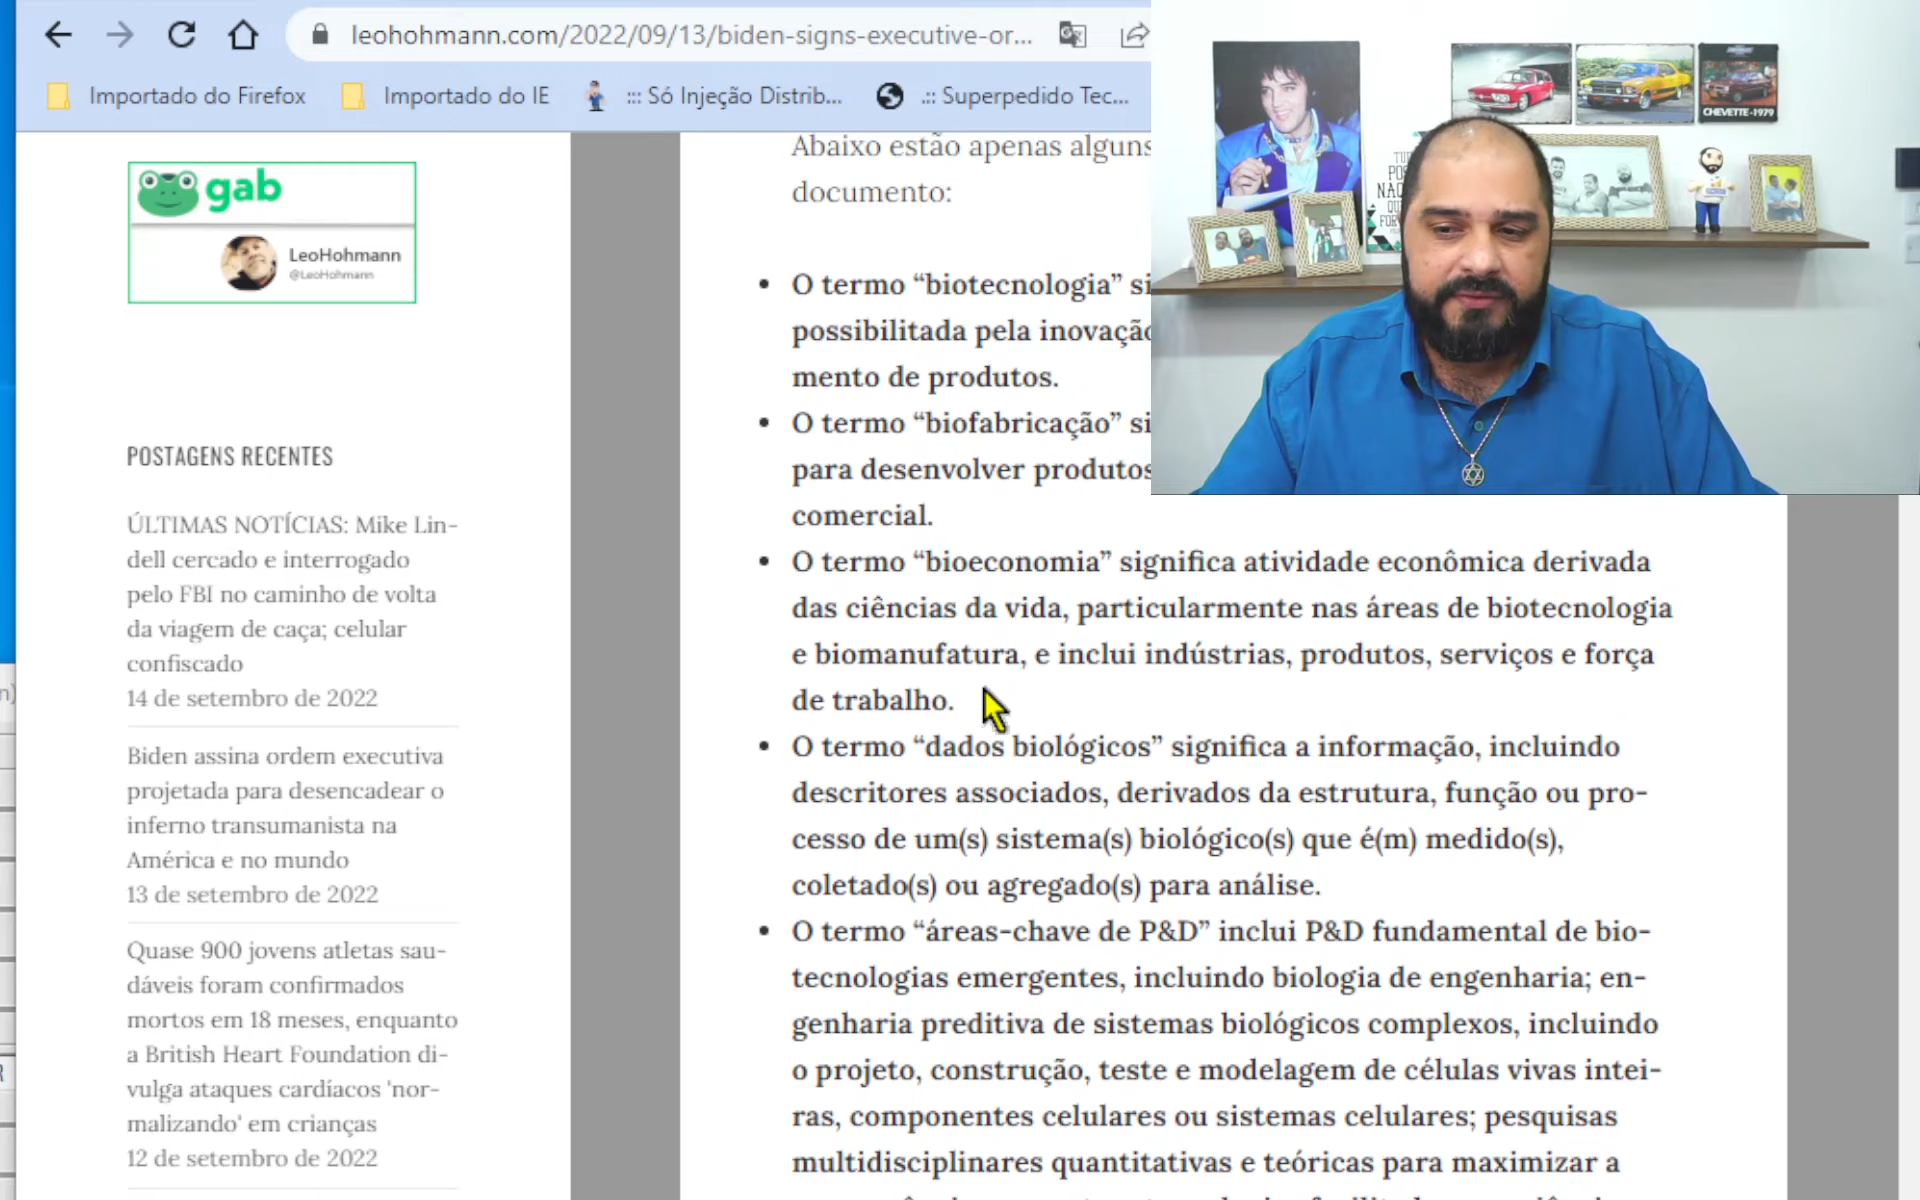 leohohmann.com/2022/09/13/biden-signs-executive-or...
Importado do Firefox
Importado do IE
::: Só Injeção Distrib...
.:: Superpedido Tec...
gab
LeoHohmann
@LeoHohmann
POSTAGENS RECENTES
ÚLTIMAS NOTÍCIAS: Mike Lin-
dell cercado e interrogado
pelo FBI no caminho de volta
da viagem de caça; celular
confiscado
14 de setembro de 2022
Biden assina ordem executiva
projetada para desencadear o
inferno transumanista na
América e no mundo
13 de setembro de 2022
Quase 900 jovens atletas sau-
dáveis foram confirmados
mortos em 18 meses, enquanto
a British Heart Foundation di-
vulga ataques cardíacos 'nor-
malizando' em crianças
12 de setembro de 2022
Abaixo estão apenas alguns
documento:
• O termo “biotecnologia” si
possibilitada pela inovação
mento de produtos.
• O termo “biofabricação” si
para desenvolver produtos
comercial.
• O termo “bioeconomia” significa atividade econômica derivada
das ciências da vida, particularmente nas áreas de biotecnologia
e biomanufatura, e inclui indústrias, produtos, serviços e força
de trabalho.
• O termo “dados biológicos” significa a informação, incluindo
descritores associados, derivados da estrutura, função ou pro-
cesso de um(s) sistema(s) biológico(s) que é(m) medido(s),
coletado(s) ou agregado(s) para análise.
• O termo “áreas-chave de P&D” inclui P&D fundamental de bio-
tecnologias emergentes, incluindo biologia de engenharia; en-
genharia preditiva de sistemas biológicos complexos, incluindo
o projeto, construção, teste e modelagem de células vivas intei-
ras, componentes celulares ou sistemas celulares; pesquisas
multidisciplinares quantitativas e teóricas para maximizar a
CHEVETTE-1979